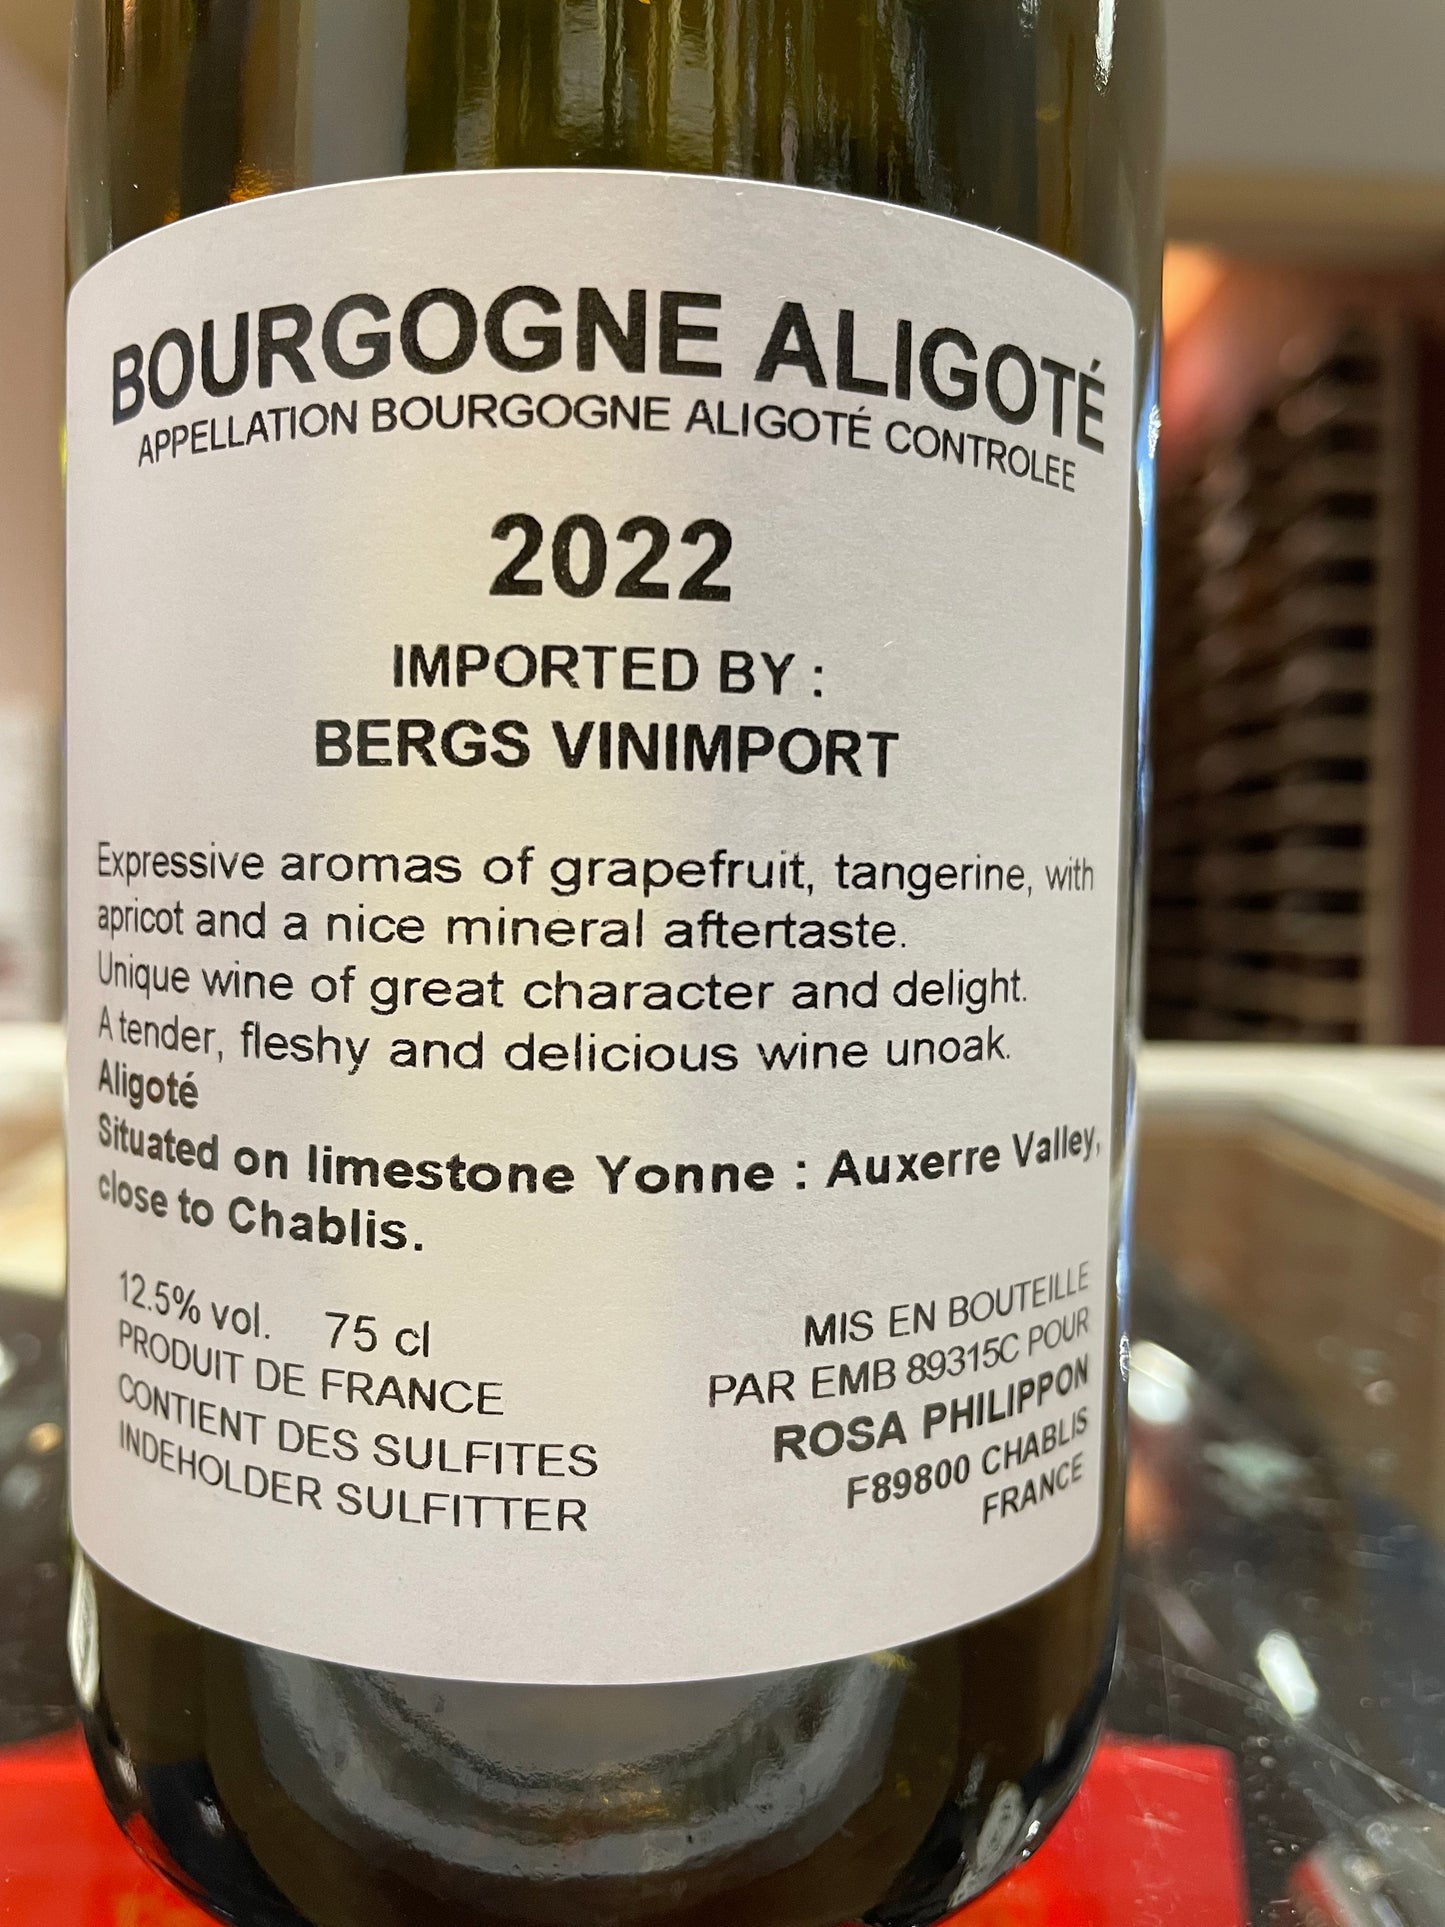 BOURGOGNE ALIGOTÉ
APPELLATION BOURGOGNE ALIGOTÉ CONTROLEE
2022
IMPORTED BY :
BERGS VINIMPORT
Expressive aromas of grapefruit, tangerine, with
apricot and a nice mineral aftertaste.
Unique wine of great character and delight.
A tender, fleshy and delicious wine unoak.
Aligoté
Situated on limestone Yonne : Auxerre Valley,
close to Chablis.
12.5% vol. 75 cl
PRODUIT DE FRANCE
CONTIENT DES SULFITES
INDEHOLDER SULFITTER
MIS EN BOUTEILLE
PAR EMB 89315C POUR
ROSA PHILIPPON
F89800 CHABLIS
FRANCE